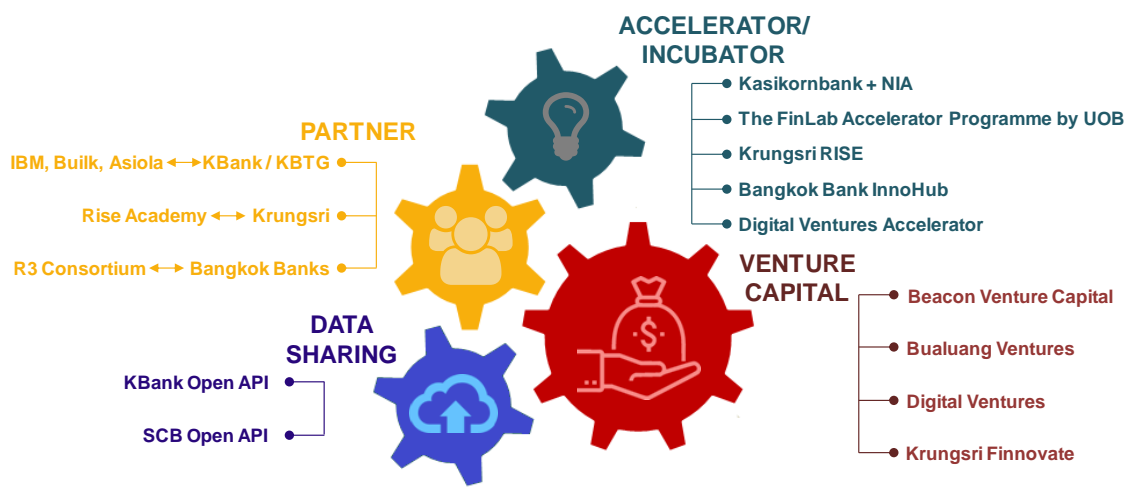 ACCELERATOR/
INCUBATOR
Kasikornbank + NIA
The FinLab Accelerator Programme by UOB
Krungsri RISE
Bangkok Bank InnoHub
Digital Ventures Accelerator
PARTNER
IBM, Builk, Asiola KBank / KBTG
Rise Academy Krungsri
R3 Consortium Bangkok Banks
VENTURE
CAPITAL
Beacon Venture Capital
Bualuang Ventures
Digital Ventures
Krungsri Finnovate
DATA
SHARING
KBank Open API
SCB Open API
$